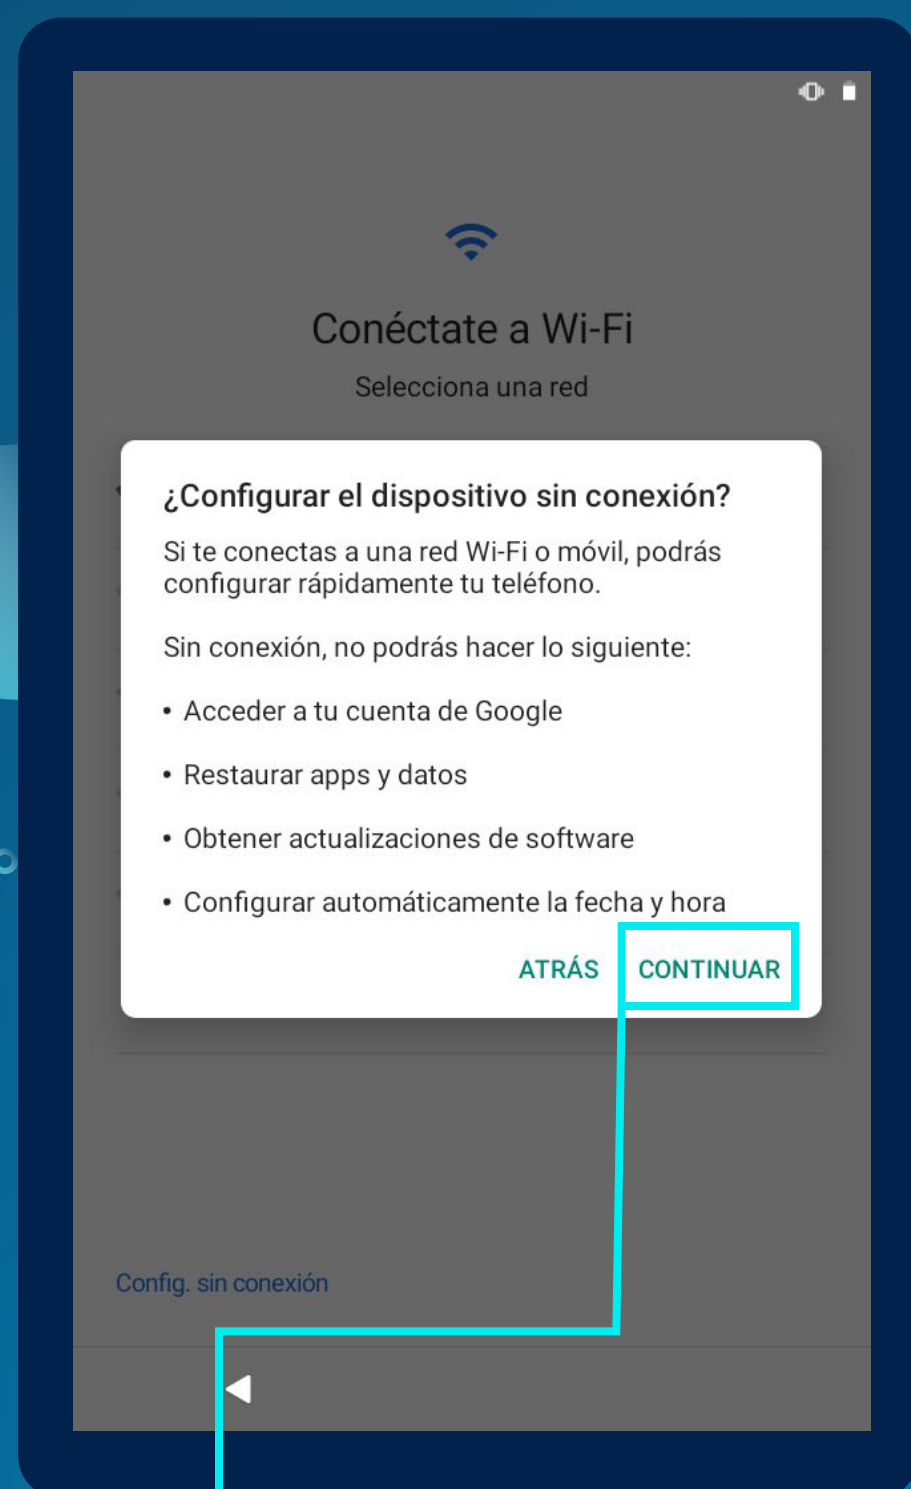 Conéctate a Wi-Fi
Selecciona una red
¿Configurar el dispositivo sin conexión?
Si te conectas a una red Wi-Fi o móvil, podrás
configurar rápidamente tu teléfono.
Sin conexión, no podrás hacer lo siguiente:
• Acceder a tu cuenta de Google
• Restaurar apps y datos
• Obtener actualizaciones de software
• Configurar automáticamente la fecha y hora
ATRÁS CONTINUAR
Config. sin conexión